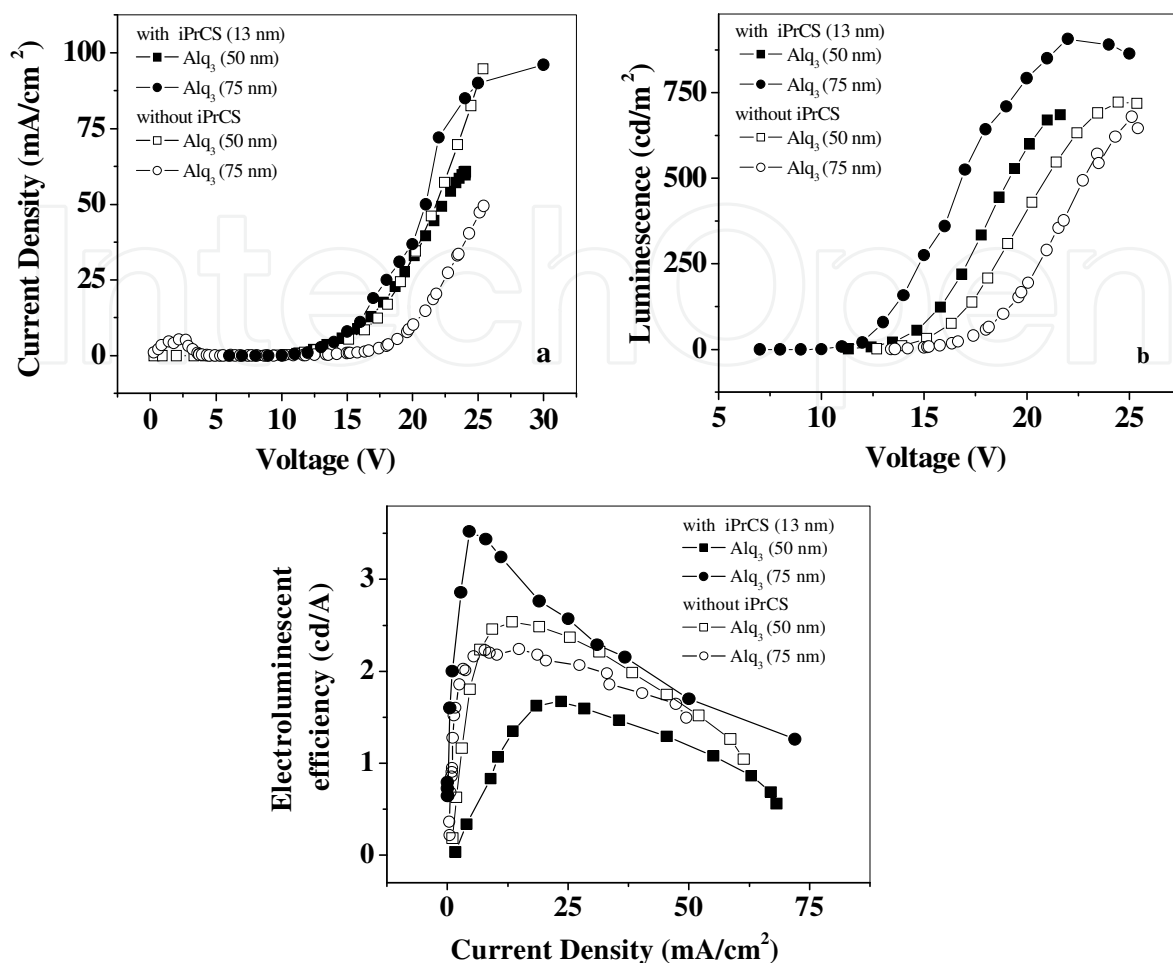 with iPrCS (13 nm)
Alq₃ (50 nm)
Alq₃ (75 nm)
without iPrCS
Alq₃ (50 nm)
Alq₃ (75 nm)
100
75
50
25
0
Current Density (mA/cm²)
0 5 10 15 20 25 30
Voltage (V)
a
with iPrCS (13 nm)
Alq₃ (50 nm)
Alq₃ (75 nm)
without iPrCS
Alq₃ (50 nm)
Alq₃ (75 nm)
750
500
250
0
Luminescence (cd/m²)
5 10 15 20 25
Voltage (V)
b
IntechOpen
with iPrCS (13 nm)
Alq₃ (50 nm)
Alq₃ (75 nm)
without iPrCS
Alq₃ (50 nm)
Alq₃ (75 nm)
3
2
1
0
Electroluminescent
efficiency (cd/A)
0 25 50 75
Current Density (mA/cm²)